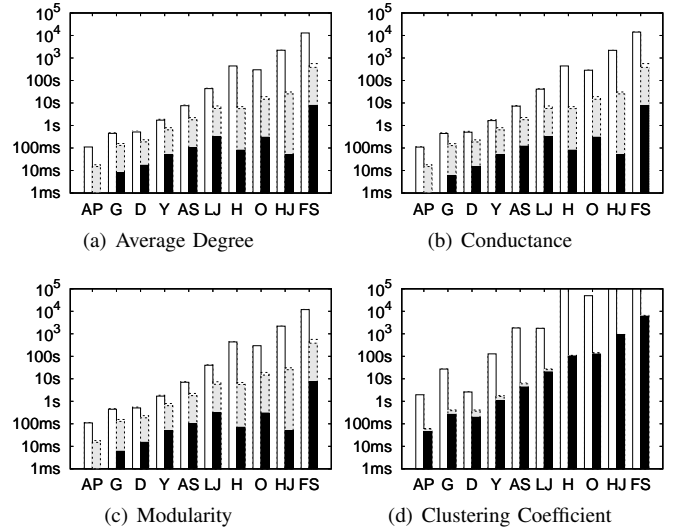 10^5
10^4
10^3
100s
10s
1s
100ms
10ms
1ms
AP G D Y AS LJ H O HJ FS
(a) Average Degree
10^5
10^4
10^3
100s
10s
1s
100ms
10ms
1ms
AP G D Y AS LJ H O HJ FS
(b) Conductance
10^5
10^4
10^3
100s
10s
1s
100ms
10ms
1ms
AP G D Y AS LJ H O HJ FS
(c) Modularity
10^5
10^4
10^3
100s
10s
1s
100ms
10ms
1ms
AP G D Y AS LJ H O HJ FS
(d) Clustering Coefficient